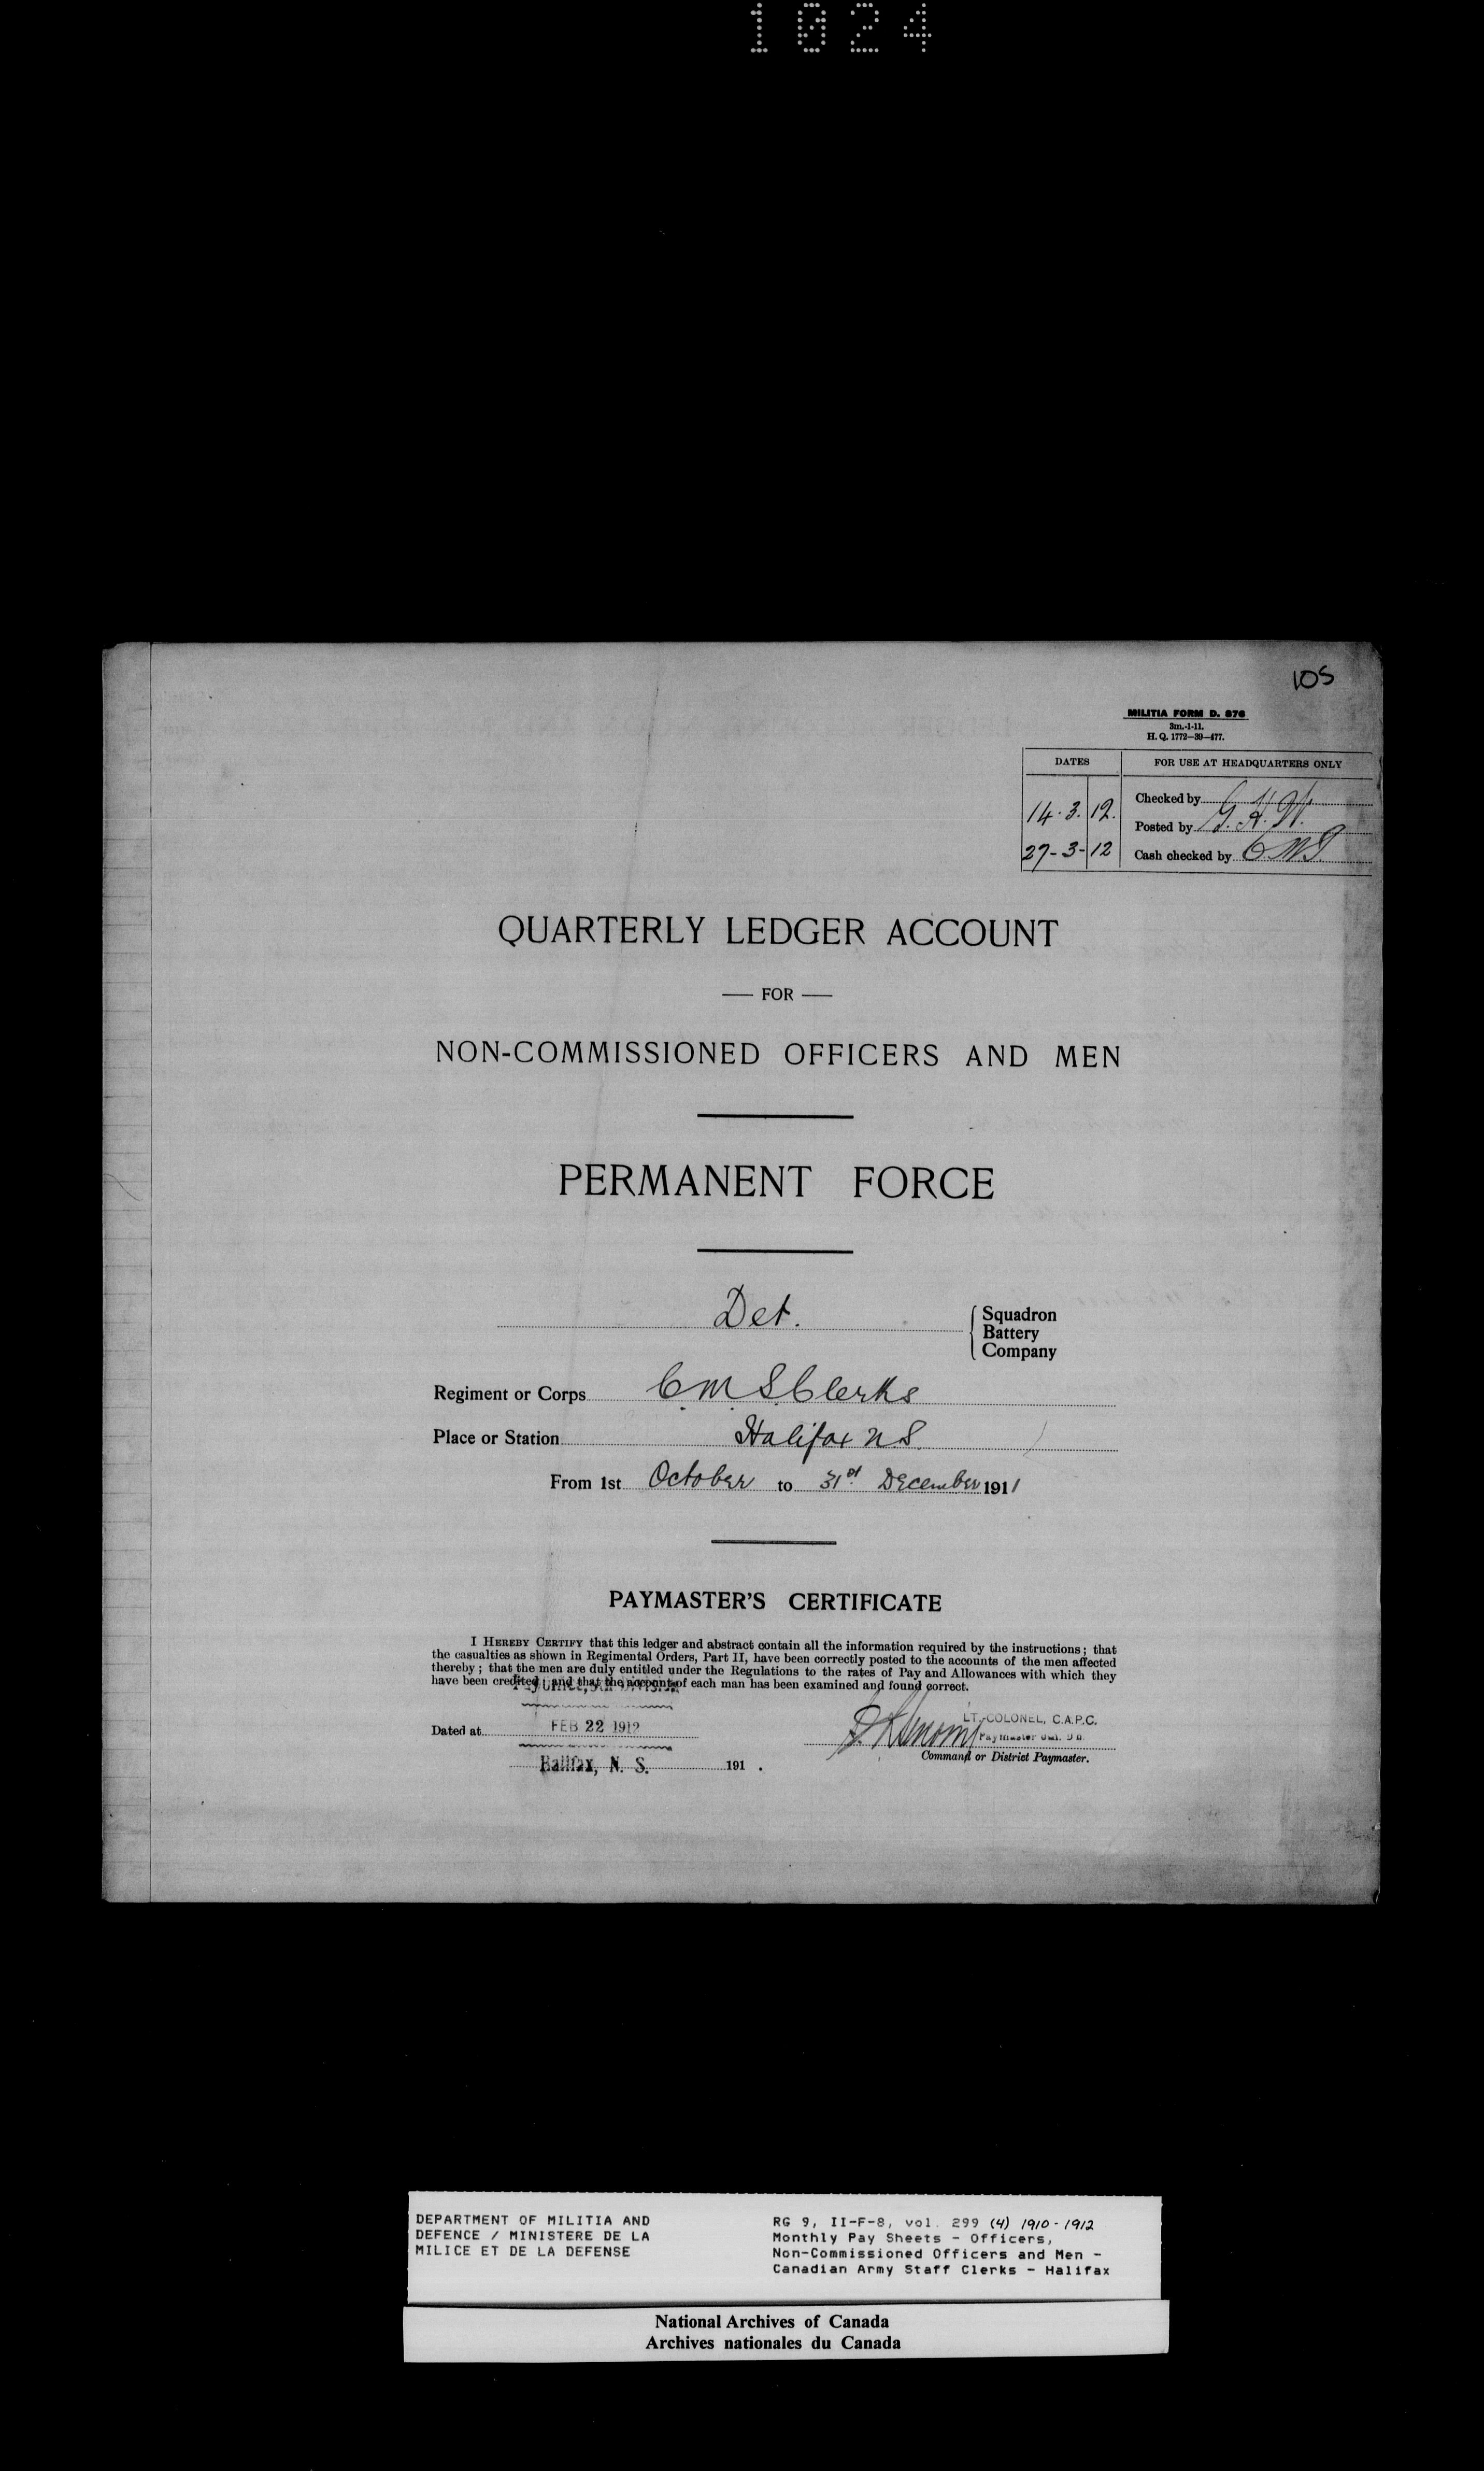 1024
105
MILITIA FORM D. 876
3m.-1-11.
H. Q. 1772—39—477.
DATES FOR USE AT HEADQUARTERS ONLY
14.3.12. Checked by
Posted by G. H. W.
27-3-12 Cash checked by
QUARTERLY LEDGER ACCOUNT
— FOR —
NON-COMMISSIONED OFFICERS AND MEN
PERMANENT FORCE
Det. { Squadron
Battery
Company
Regiment or Corps C M S Clerks
Place or Station Halifax N.S.
From 1st October to 31st December 1911
PAYMASTER'S CERTIFICATE
I HEREBY CERTIFY that this ledger and abstract contain all the information required by the instructions; that
the casualties as shown in Regimental Orders, Part II, have been correctly posted to the accounts of the men affected
thereby; that the men are duly entitled under the Regulations to the rates of Pay and Allowances with which they
have been credited; and that the account of each man has been examined and found correct.
LT.-COLONEL, C.A.P.C.
Dated at FEB 22 1912 Paymaster
Command or District Paymaster.
Halifax, N. S. 191 .
DEPARTMENT OF MILITIA AND
DEFENCE / MINISTERE DE LA
MILICE ET DE LA DEFENSE
RG 9, II-F-8, vol. 299 (4) 1910-1912
Monthly Pay Sheets - Officers,
Non-Commissioned Officers and Men -
Canadian Army Staff Clerks - Halifax
National Archives of Canada
Archives nationales du Canada